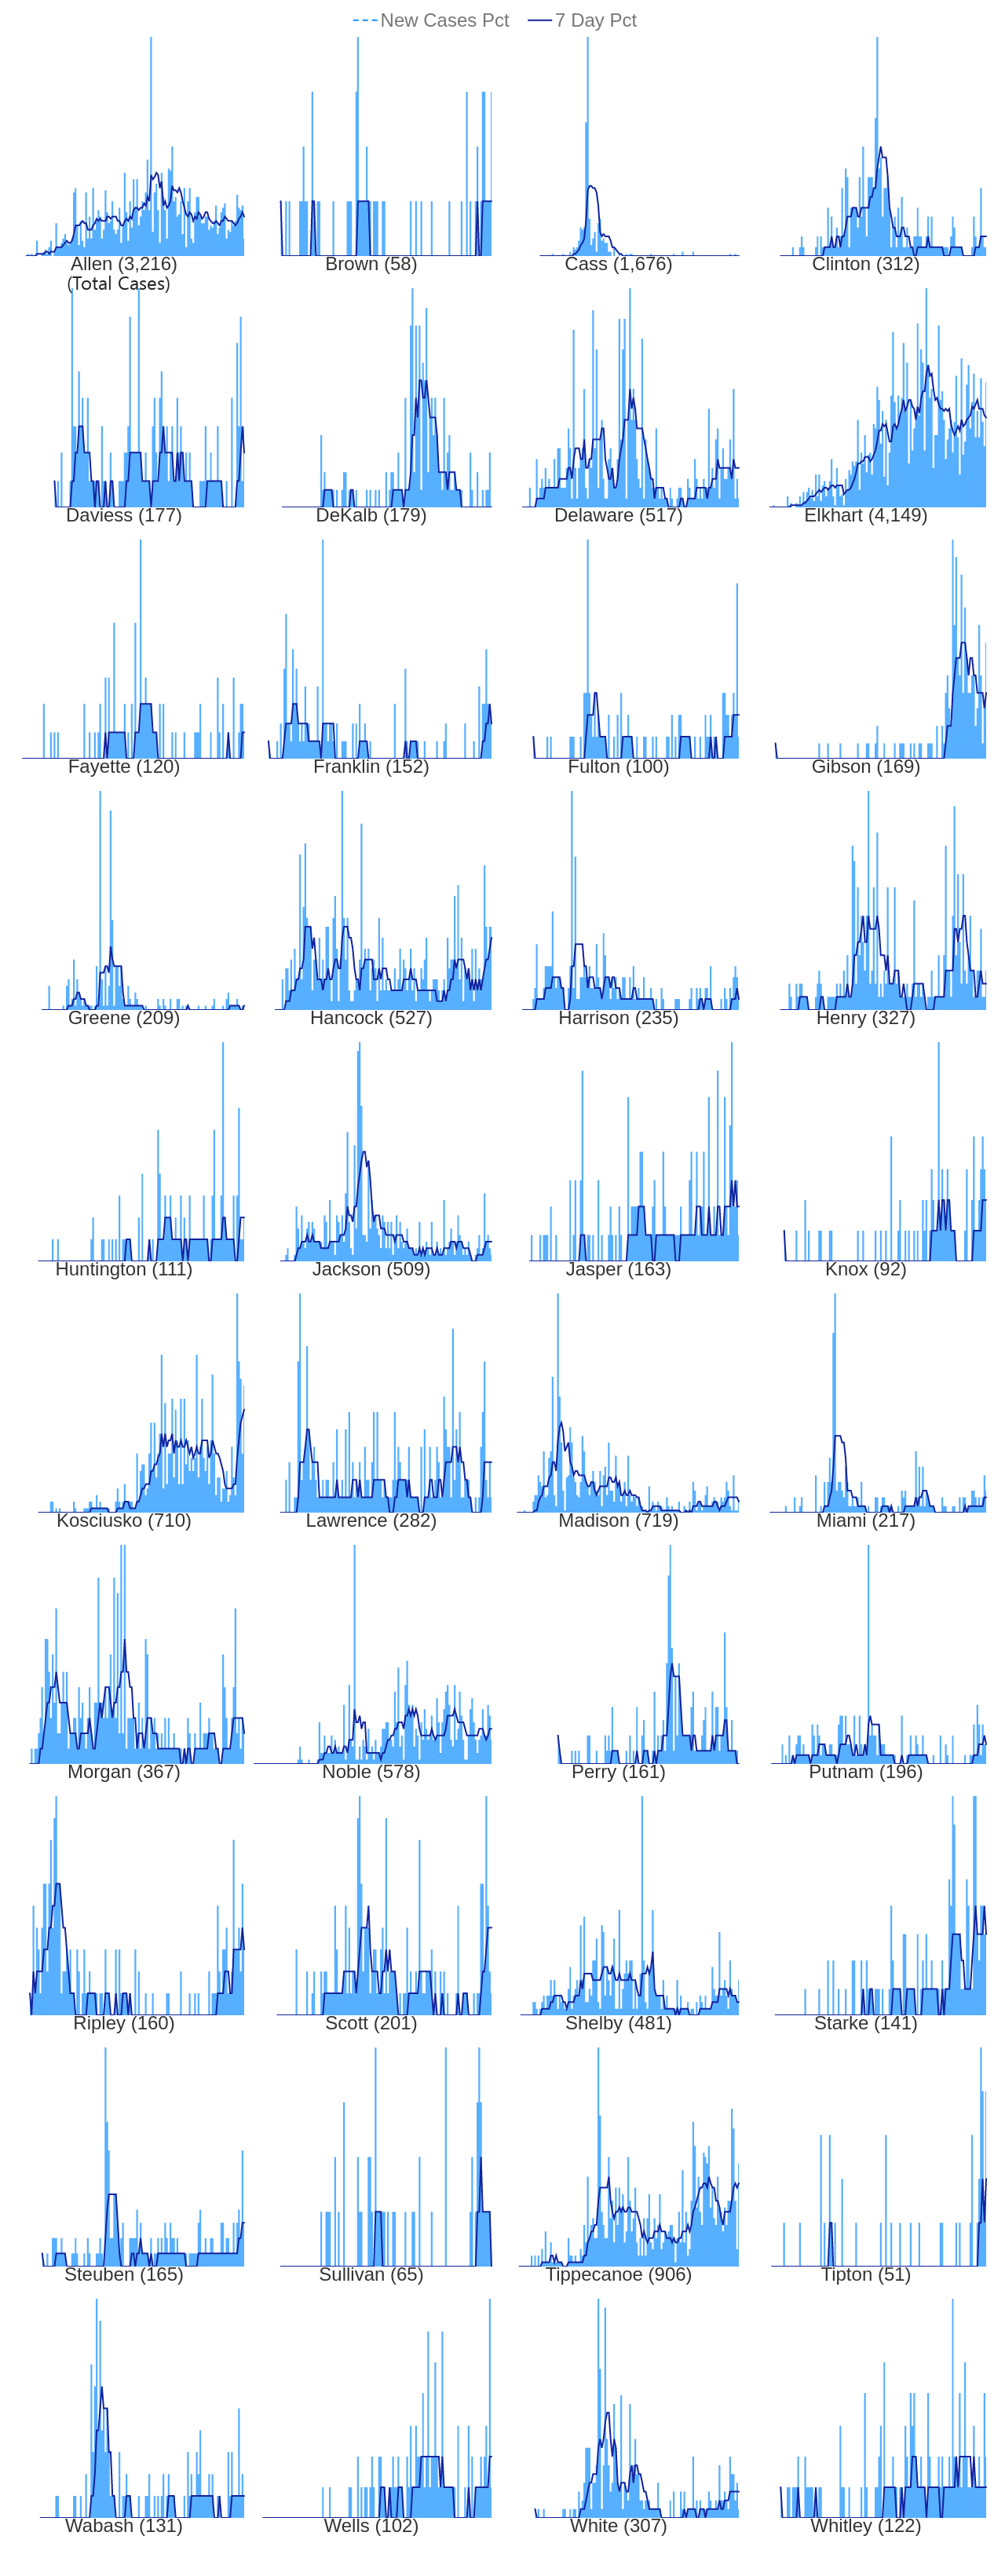 New Cases Pct 7 Day Pct
Allen (3,216) Brown (58) Cass (1,676) Clinton (312)
(Total Cases)
Daviess (177) DeKalb (179) Delaware (517) Elkhart (4,149)
Fayette (120) Franklin (152) Fulton (100) Gibson (169)
Greene (209) Hancock (527) Harrison (235) Henry (327)
Huntington (111) Jackson (509) Jasper (163) Knox (92)
Kosciusko (710) Lawrence (282) Madison (719) Miami (217)
Morgan (367) Noble (578) Perry (161) Putnam (196)
Ripley (160) Scott (201) Shelby (481) Starke (141)
Steuben (165) Sullivan (65) Tippecanoe (906) Tipton (51)
Wabash (131) Wells (102) White (307) Whitley (122)